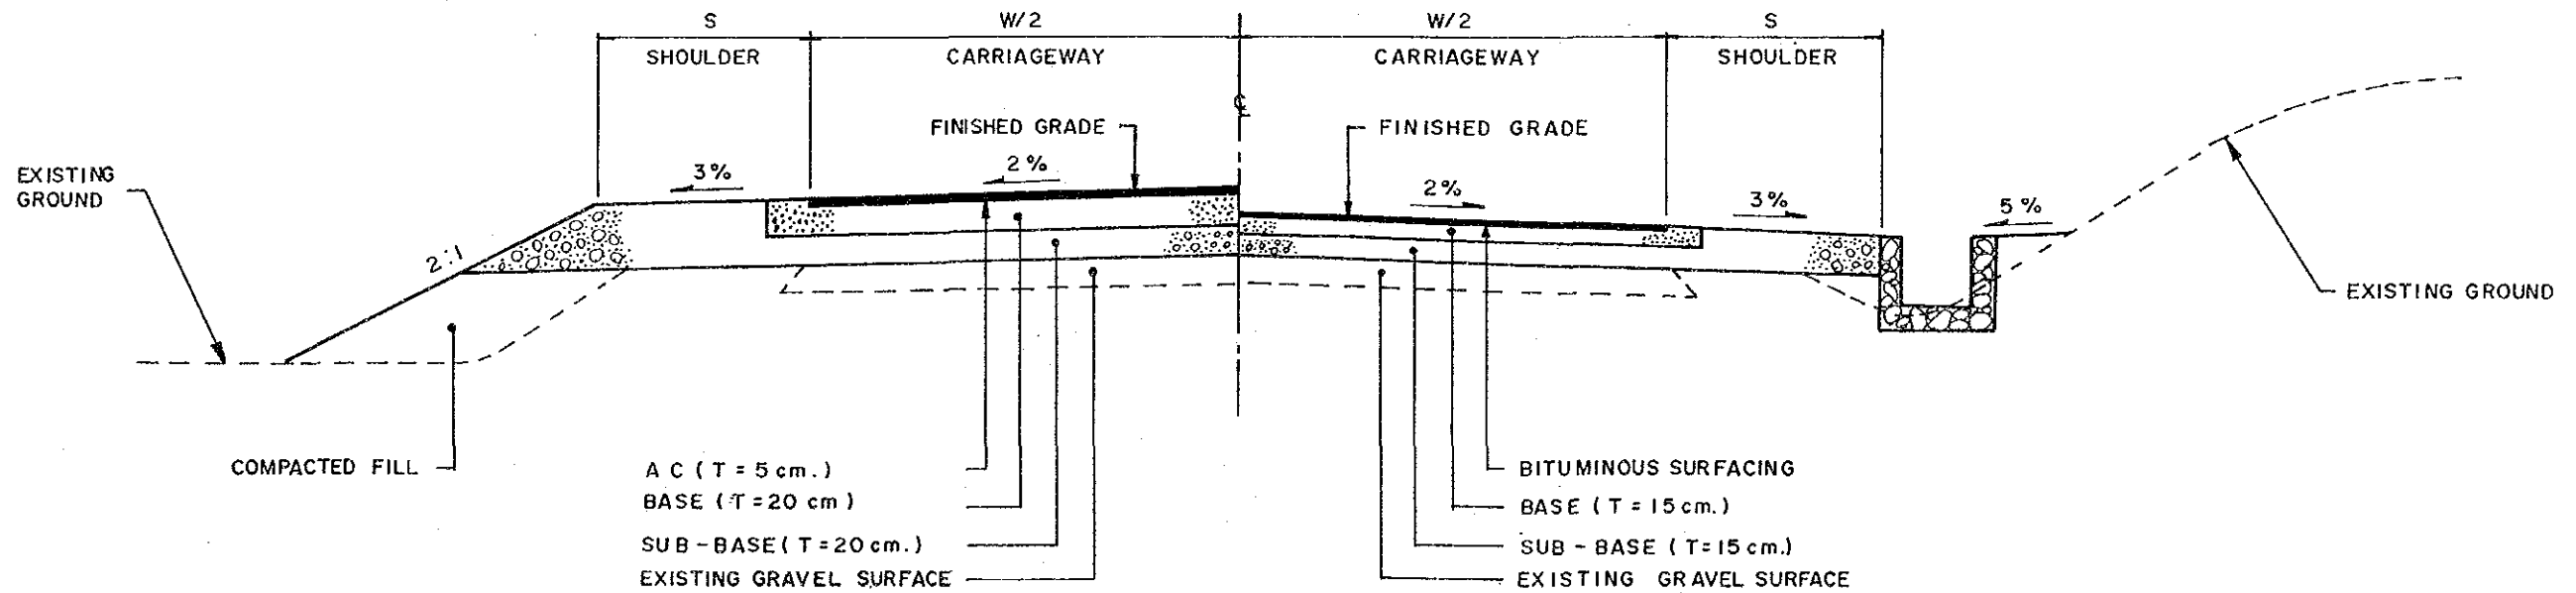 S W/2 W/2 S
SHOULDER CARRIAGEWAY CARRIAGEWAY SHOULDER
℄
FINISHED GRADE FINISHED GRADE
EXISTING
GROUND
3% 2% 2% 3% 5%
2:1
EXISTING GROUND
COMPACTED FILL
AC (T = 5 cm.)
BASE (T = 20 cm)
SUB-BASE (T = 20 cm.)
EXISTING GRAVEL SURFACE
BITUMINOUS SURFACING
BASE (T = 15 cm.)
SUB-BASE (T = 15 cm.)
EXISTING GRAVEL SURFACE